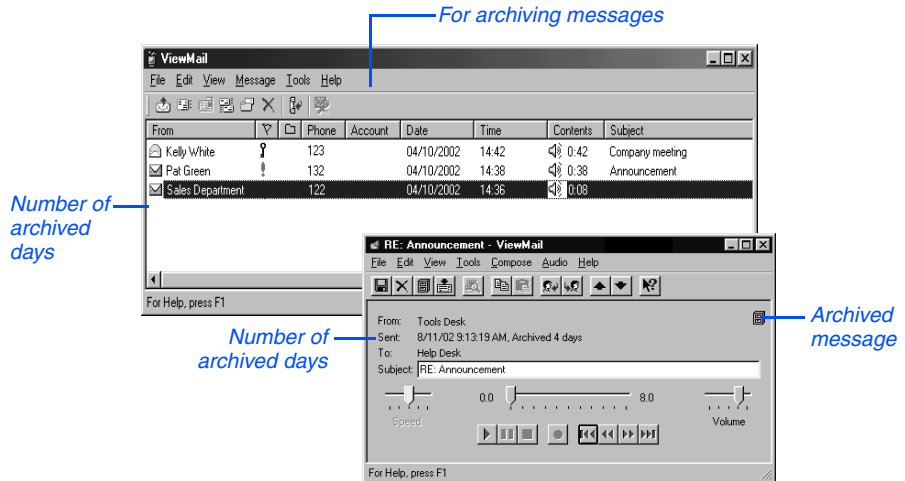 For archiving messages
ViewMail
File Edit View Message Tools Help
From Phone Account Date Time Contents Subject
Kelly White 123 04/10/2002 14:42 0:42 Company meeting
Pat Green 132 04/10/2002 14:38 0:38 Announcement
Sales Department 122 04/10/2002 14:36 0:08
Number of
archived
days
For Help, press F1
RE: Announcement - ViewMail
File Edit View Tools Compose Audio Help
From: Tools Desk
Sent: 8/11/02 9:13:19 AM, Archived 4 days
To: Help Desk
Subject: RE: Announcement
Number of
archived days
Archived
message
0.0 8.0
Speed Volume
For Help, press F1